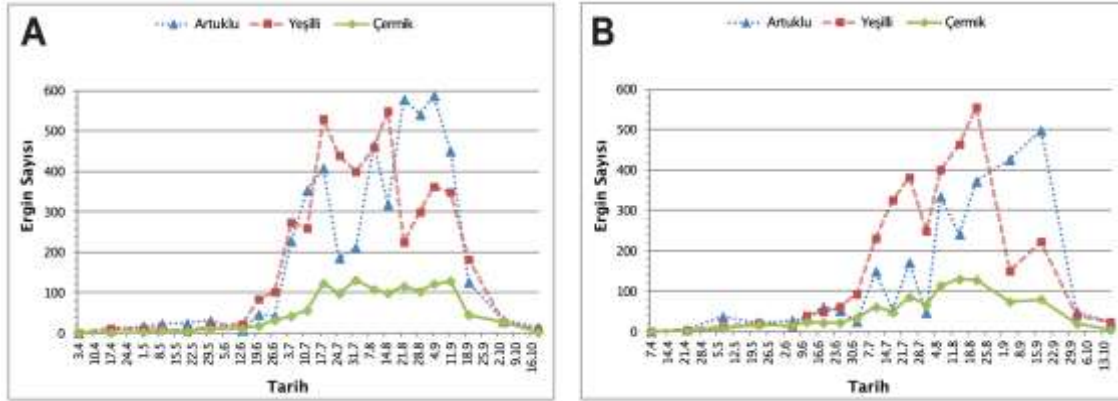 A
Artuklu Yeşilli Çermik
600
500
400
300
200
100
0
Ergin Sayısı
3.4 10.4 17.4 24.4 1.5 8.5 15.5 22.5 29.5 5.6 12.6 19.6 26.6 3.7 10.7 17.7 24.7 31.7 7.8 14.8 21.8 28.8 4.9 11.9 18.9 25.9 2.10 9.10 16.10
Tarih
B
Artuklu Yeşilli Çermik
600
500
400
300
200
100
0
Ergin Sayısı
7.4 14.4 21.4 28.4 5.5 12.5 19.5 26.5 2.6 9.6 16.6 23.6 30.6 7.7 14.7 21.7 28.7 4.8 11.8 18.8 25.8 1.9 8.9 15.9 22.9 29.9 6.10 13.10
Tarih